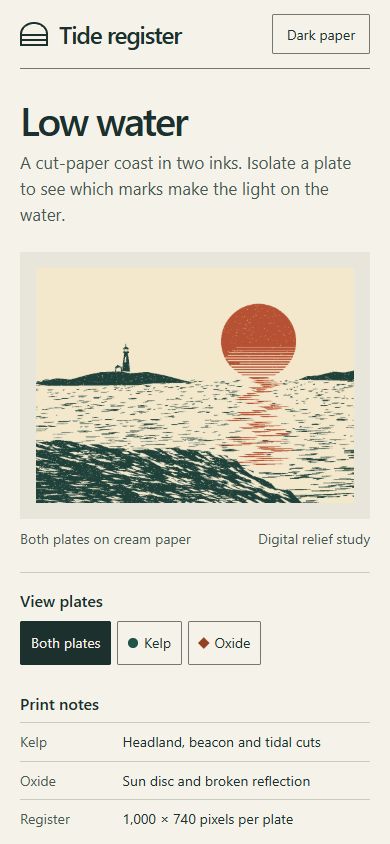 Tide register
Dark paper
Low water
A cut-paper coast in two inks. Isolate a plate
to see which marks make the light on the
water.
Both plates on cream paper
Digital relief study
View plates
Both plates
Kelp
Oxide
Print notes
Kelp
Headland, beacon and tidal cuts
Oxide
Sun disc and broken reflection
Register
1,000 × 740 pixels per plate